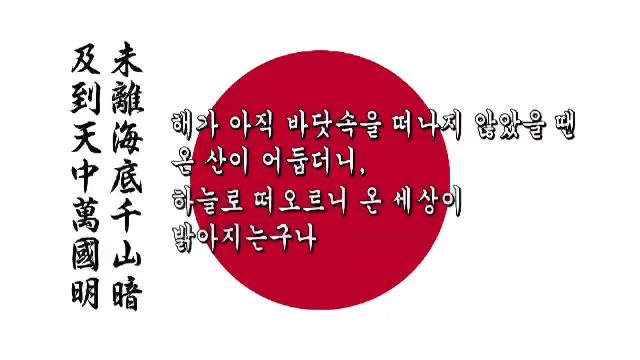 未離海底千山暗
及到天中萬國明
해가 아직 바닷속을 떠나지 않았을 땐
온 산이 어둡더니,
하늘로 떠오르니 온 세상이
밝아지는구나